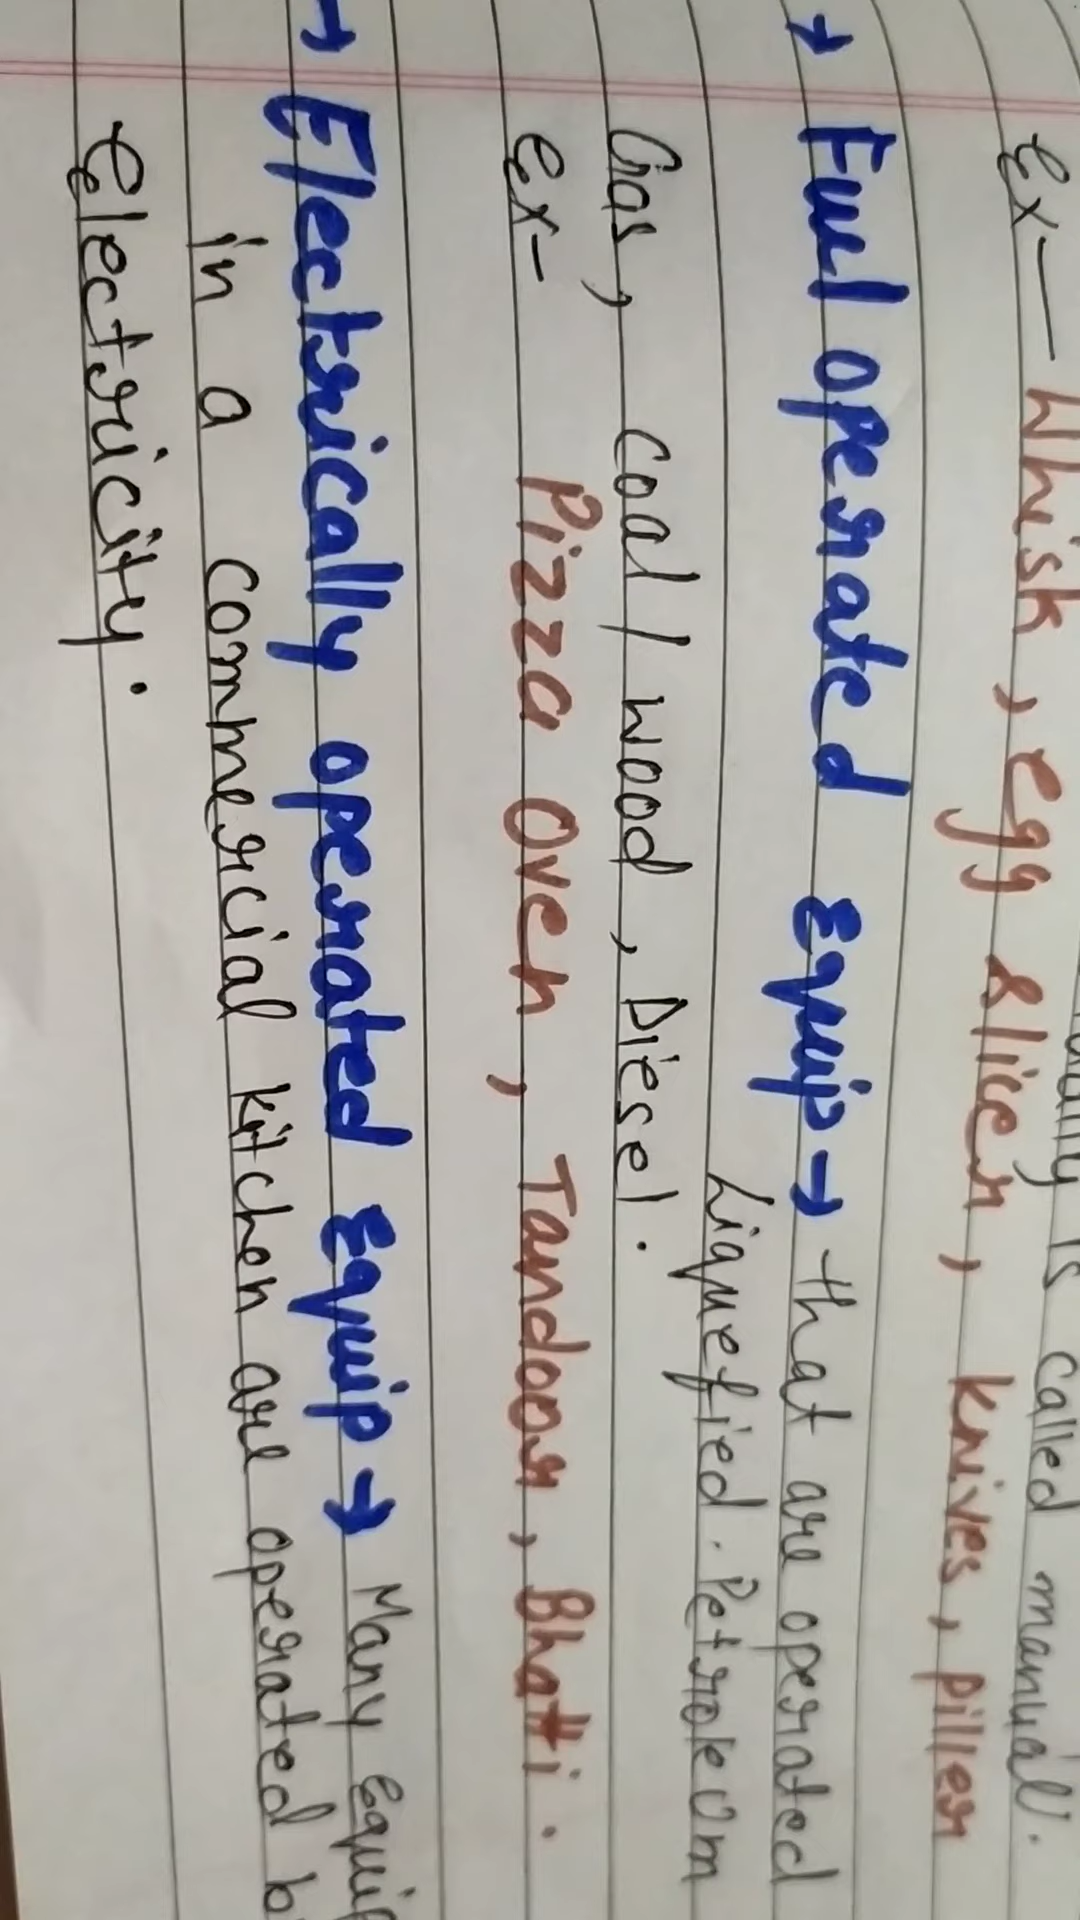 is called manual.
Ex- Whisk, egg slicer, knives, piller
→ Fuel operated equip → that are operated
Liquefied. Petroleum
Gas, Coal/wood, Diesel.
Ex- Pizza Oven, Tandoor, Bhatti.
→ Electrically operated equip → Many equip
in a commercial kitchen are operated b
Electricity.